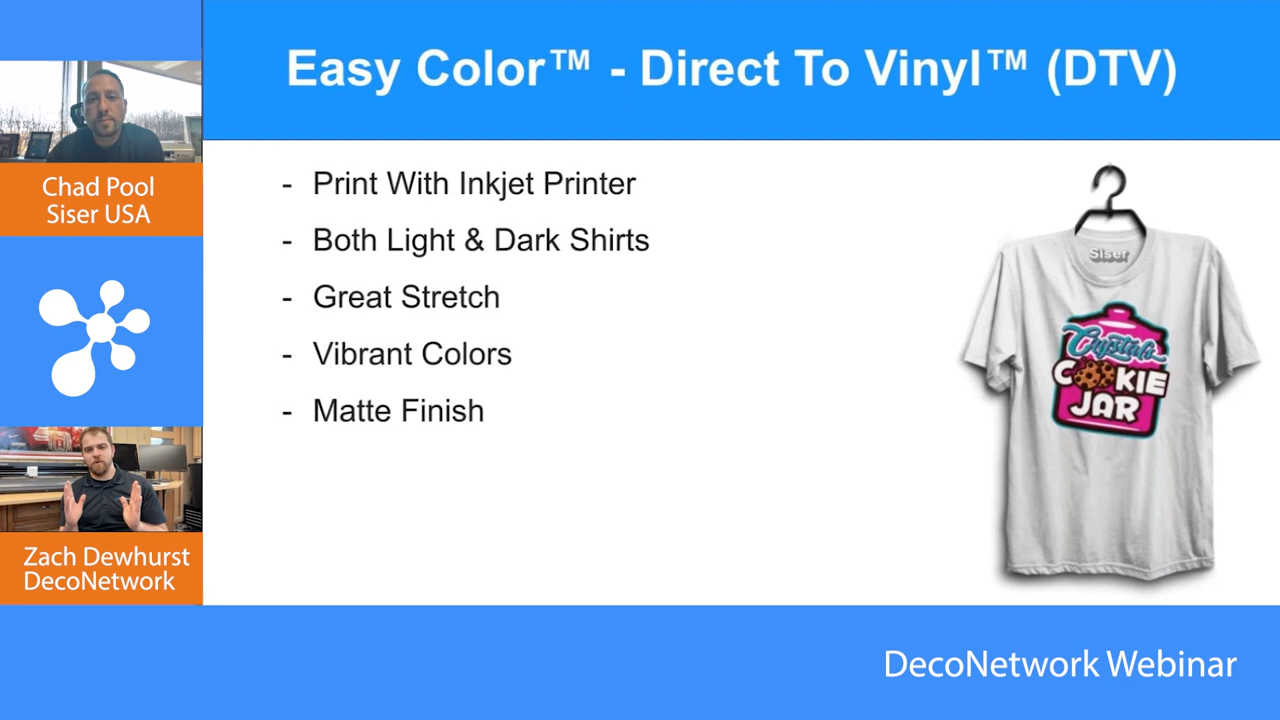 Easy Color™ - Direct To Vinyl™ (DTV)
Chad Pool
Siser USA
- Print With Inkjet Printer
- Both Light & Dark Shirts
- Great Stretch
- Vibrant Colors
- Matte Finish
Siser
Crystals
COOKIE
JAR
Zach Dewhurst
DecoNetwork
DecoNetwork Webinar